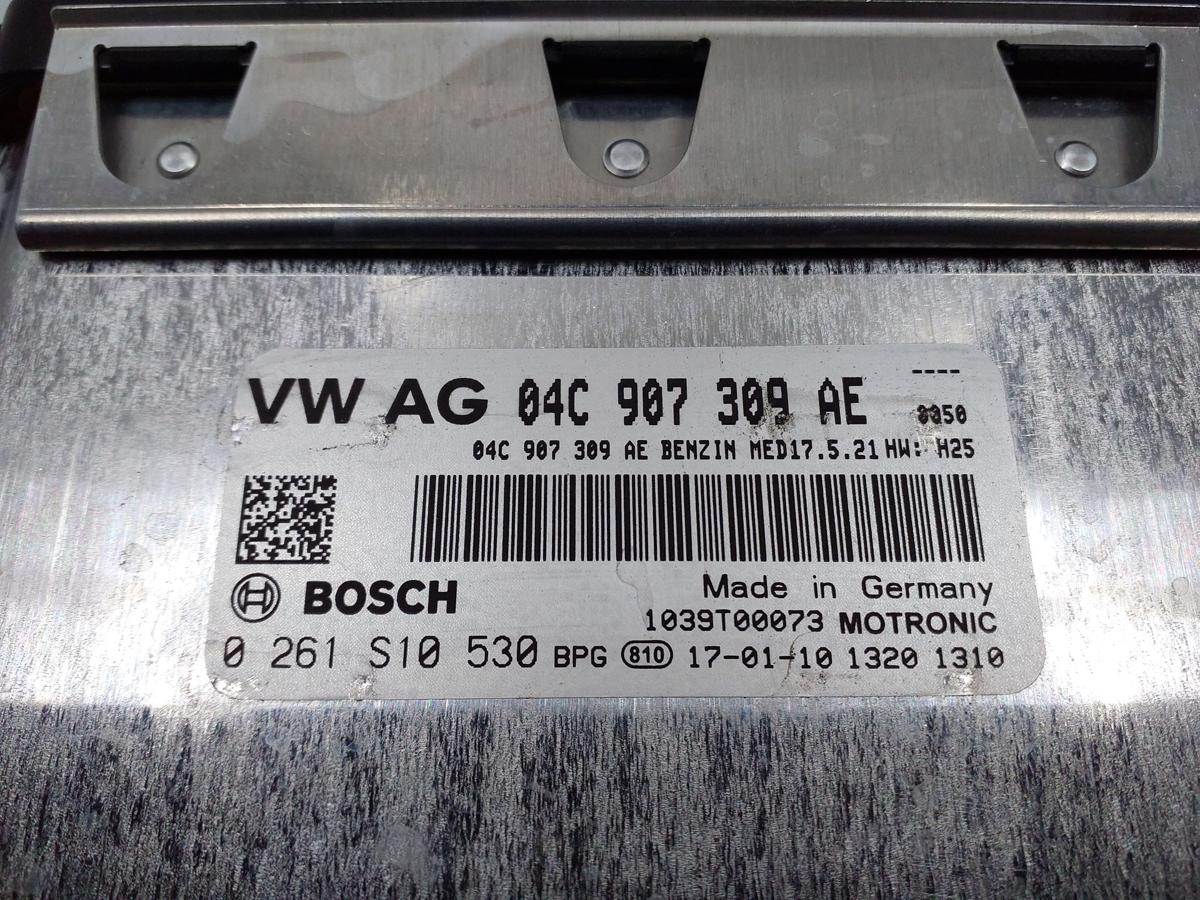 VW AG 04C 907 309 AE ----
04C 907 309 AE BENZIN MED17.5.21 HW: H25
BOSCH Made in Germany
1039T00073 MOTRONIC
0 261 S10 530 BPG 810 17-01-10 1320 1310